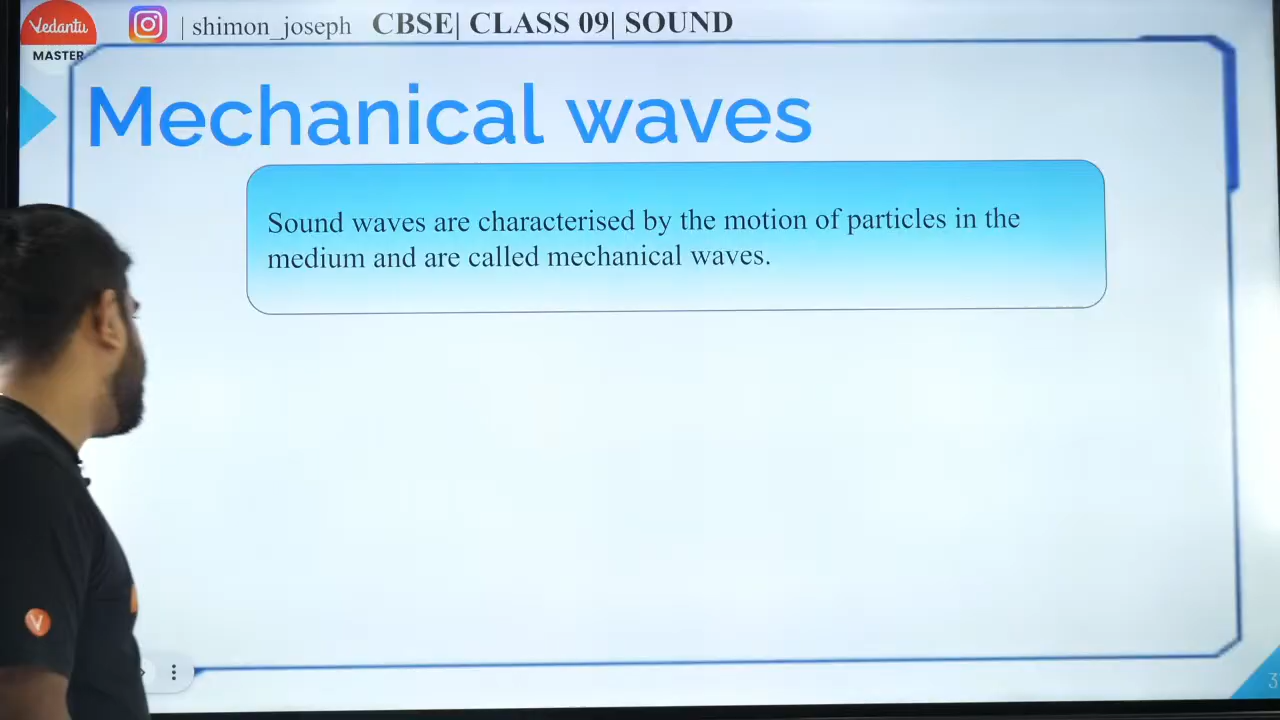 Vedantu
MASTER
| shimon_joseph CBSE| CLASS 09| SOUND
Mechanical waves
Sound waves are characterised by the motion of particles in the
medium and are called mechanical waves.
V
3